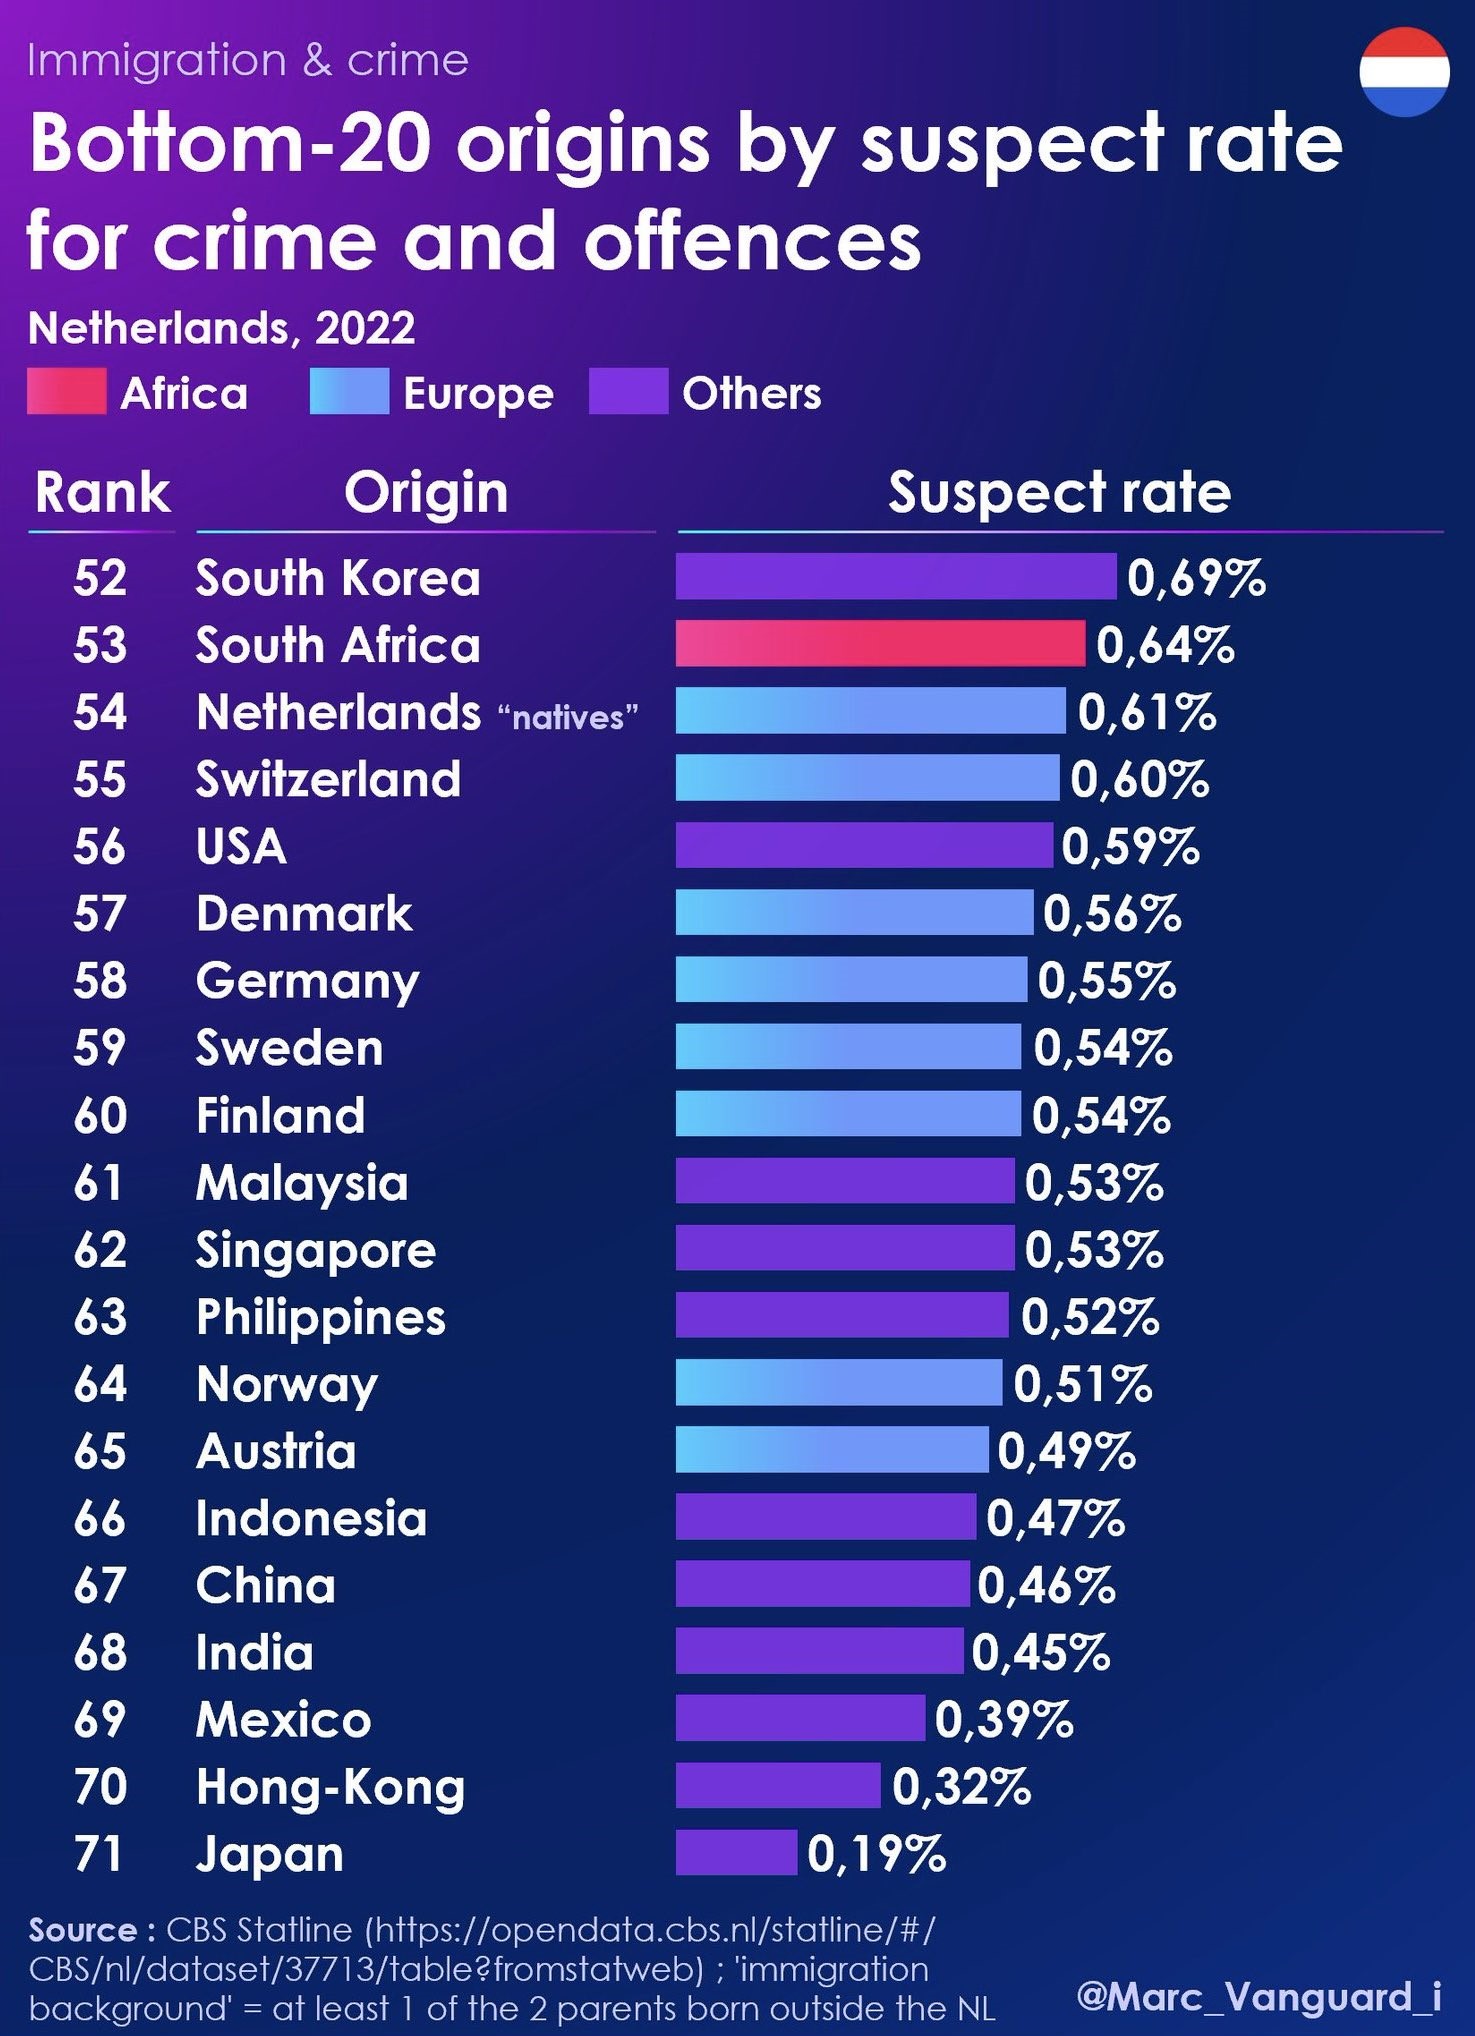 Immigration & crime
Bottom-20 origins by suspect rate
for crime and offences
Netherlands, 2022
Africa Europe Others
Rank Origin Suspect rate
52 South Korea 0,69%
53 South Africa 0,64%
54 Netherlands “natives” 0,61%
55 Switzerland 0,60%
56 USA 0,59%
57 Denmark 0,56%
58 Germany 0,55%
59 Sweden 0,54%
60 Finland 0,54%
61 Malaysia 0,53%
62 Singapore 0,53%
63 Philippines 0,52%
64 Norway 0,51%
65 Austria 0,49%
66 Indonesia 0,47%
67 China 0,46%
68 India 0,45%
69 Mexico 0,39%
70 Hong-Kong 0,32%
71 Japan 0,19%
Source : CBS Statline (https://opendata.cbs.nl/statline/#/
CBS/nl/dataset/37713/table?fromstatweb) ; 'immigration
background' = at least 1 of the 2 parents born outside the NL
@Marc_Vanguard_i